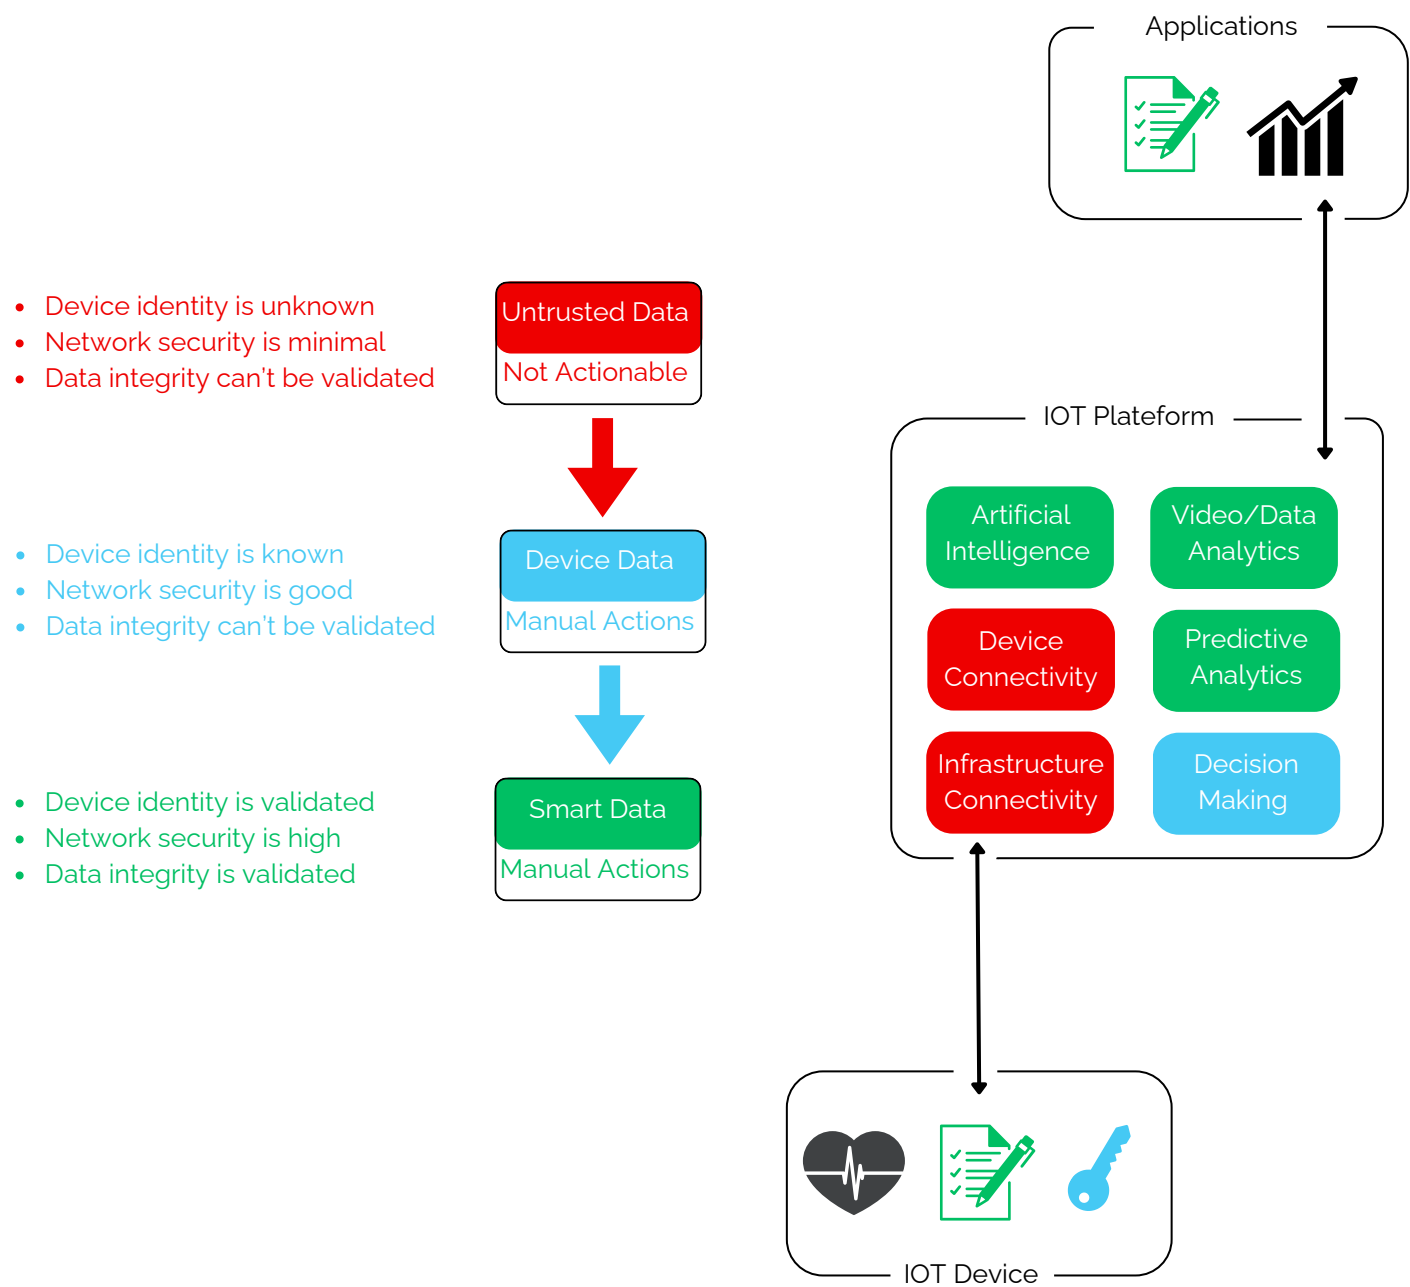 Applications
• Device identity is unknown
• Network security is minimal
• Data integrity can't be validated
Untrusted Data
Not Actionable
• Device identity is known
• Network security is good
• Data integrity can't be validated
Device Data
Manual Actions
• Device identity is validated
• Network security is high
• Data integrity is validated
Smart Data
Manual Actions
IOT Plateform
Artificial
Intelligence
Video/Data
Analytics
Device
Connectivity
Predictive
Analytics
Infrastructure
Connectivity
Decision
Making
IOT Device